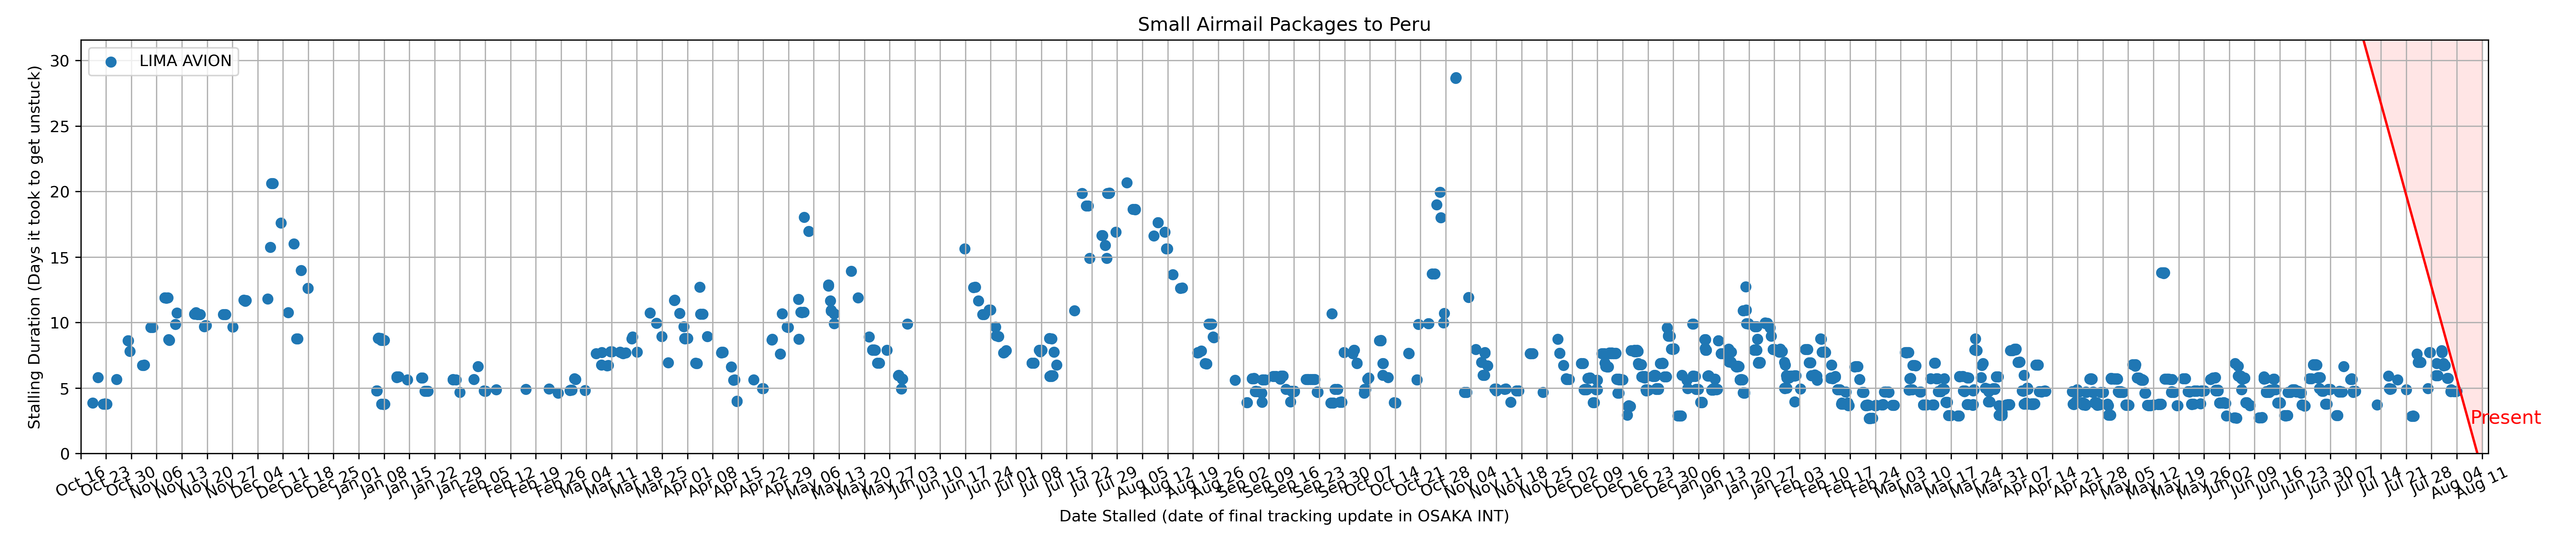 Small Airmail Packages to Peru
LIMA AVION
Stalling Duration (Days it took to get unstuck)
30
25
20
15
10
5
0
Present
Oct 16 Oct 23 Oct 30 Nov 06 Nov 13 Nov 20 Nov 27 Dec 04 Dec 11 Dec 18 Dec 25 Jan 01 Jan 08 Jan 15 Jan 22 Jan 29 Feb 05 Feb 12 Feb 19 Feb 26 Mar 04 Mar 11 Mar 18 Mar 25 Apr 01 Apr 08 Apr 15 Apr 22 Apr 29 May 06 May 13 May 20 May 27 Jun 03 Jun 10 Jun 17 Jun 24 Jul 01 Jul 08 Jul 15 Jul 22 Jul 29 Aug 05 Aug 12 Aug 19 Aug 26 Sep 02 Sep 09 Sep 16 Sep 23 Sep 30 Oct 07 Oct 14 Oct 21 Oct 28 Nov 04 Nov 11 Nov 18 Nov 25 Dec 02 Dec 09 Dec 16 Dec 23 Dec 30 Jan 06 Jan 13 Jan 20 Jan 27 Feb 03 Feb 10 Feb 17 Feb 24 Mar 03 Mar 10 Mar 17 Mar 24 Mar 31 Apr 07 Apr 14 Apr 21 Apr 28 May 05 May 12 May 19 May 26 Jun 02 Jun 09 Jun 16 Jun 23 Jun 30 Jul 07 Jul 14 Jul 21 Jul 28 Aug 04 Aug 11
Date Stalled (date of final tracking update in OSAKA INT)